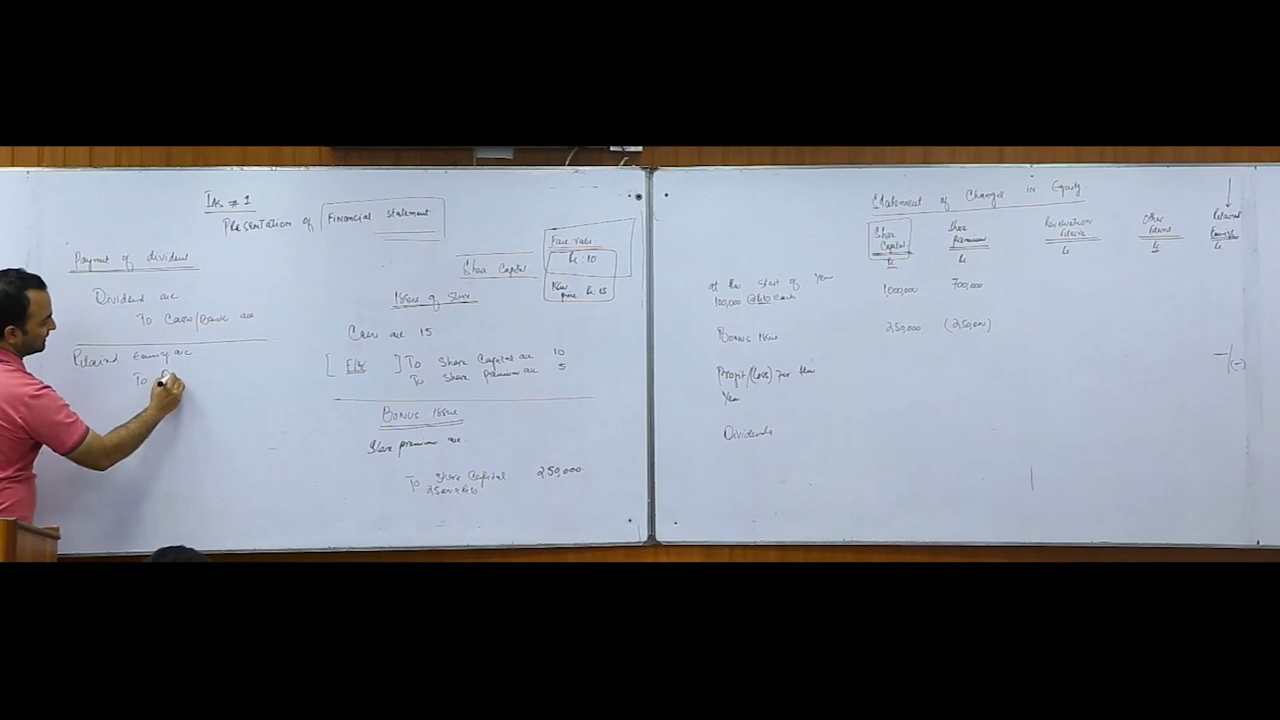 IAS # 1
PRESENTATION of Financial Statement
Payment of dividend
Dividend a/c
To Cash/Bank a/c
Retained Earning a/c
To
Face value
Rs: 10
Share Capital
Issue of Share
price Rs: 15
Cash a/c 15
To Share Capital a/c 10
To Share premium a/c 5
BONUS ISSUE
Share premium a/c
To Share Capital 250,000
Statement of Changes in Equity
Share Capital
Rs
Share Premium
Rs
Revaluation Reserve
Rs
Other Reserve
Rs
Retained Earning
Rs
at the start of year 1,000,000 700,000
100,000 @ each
Bonus Issue 250,000 (250,000)
Profit/(Loss) for the
Year
-/(-)
Dividends